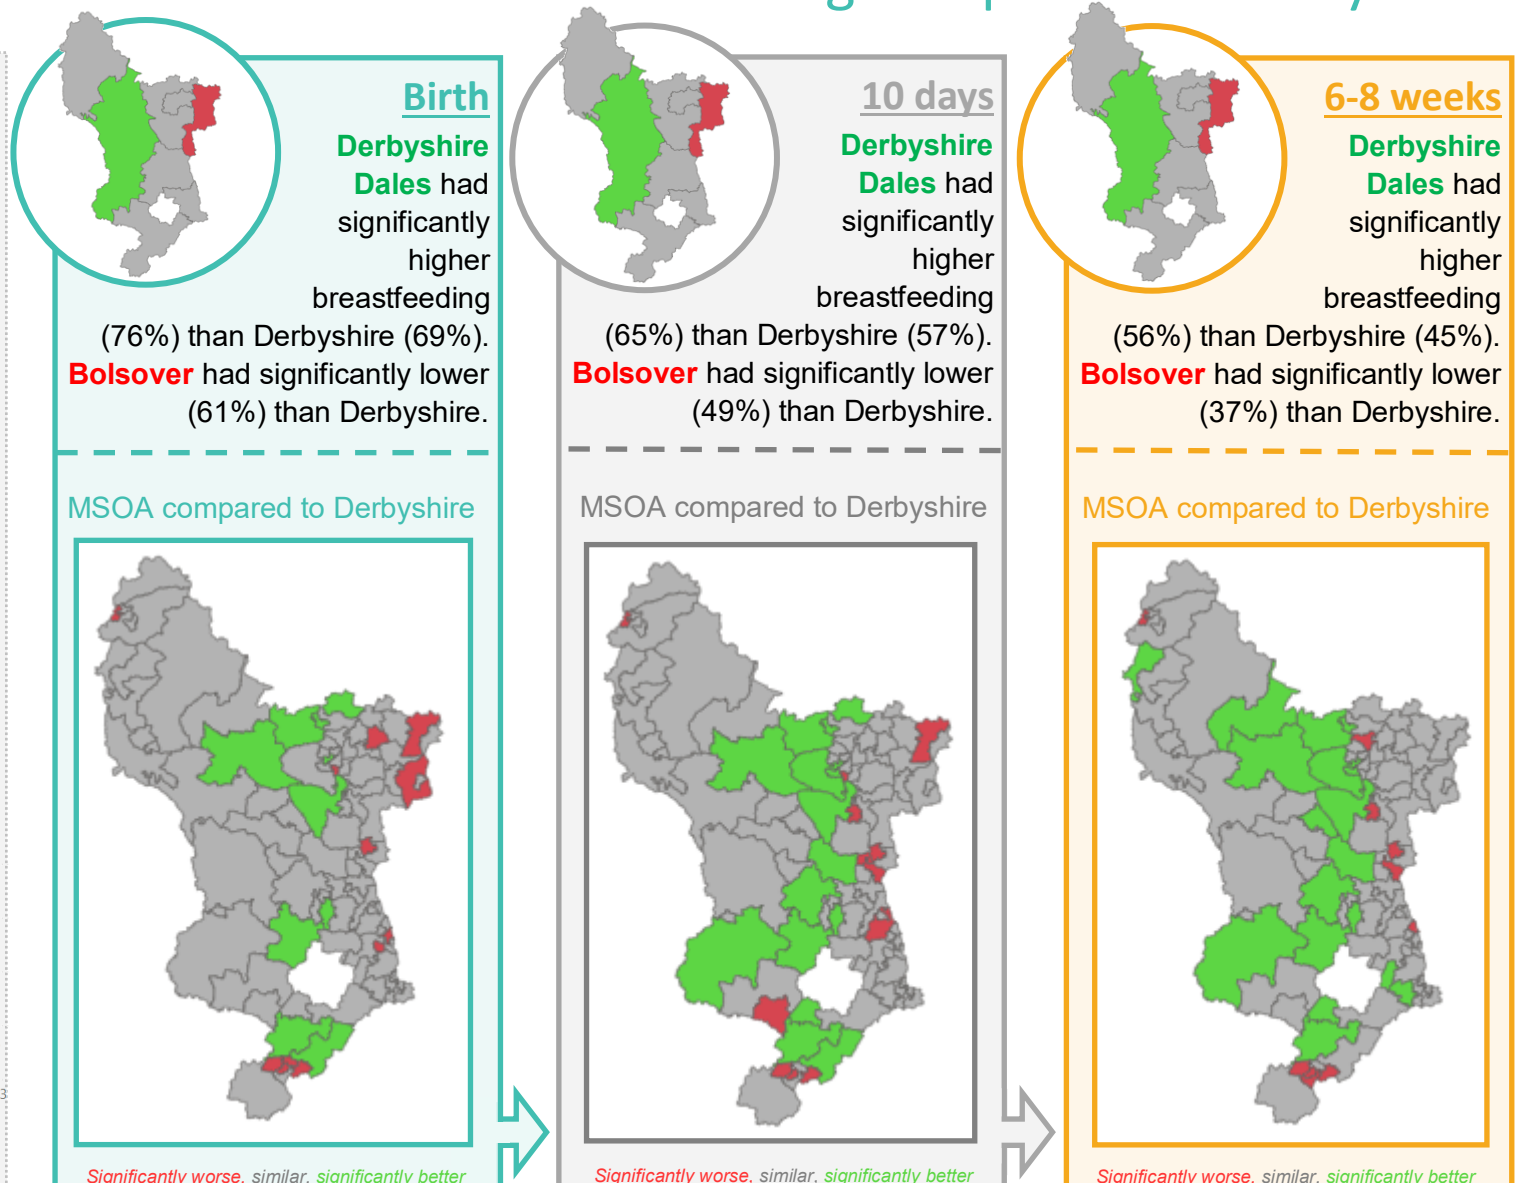 Birth
Derbyshire
Dales had
significantly
higher
breastfeeding
(76%) than Derbyshire (69%).
Bolsover had significantly lower
(61%) than Derbyshire.
MSOA compared to Derbyshire
Significantly worse, similar, significantly better
10 days
Derbyshire
Dales had
significantly
higher
breastfeeding
(65%) than Derbyshire (57%).
Bolsover had significantly lower
(49%) than Derbyshire.
MSOA compared to Derbyshire
Significantly worse, similar, significantly better
6-8 weeks
Derbyshire
Dales had
significantly
higher
breastfeeding
(56%) than Derbyshire (45%).
Bolsover had significantly lower
(37%) than Derbyshire.
MSOA compared to Derbyshire
Significantly worse, similar, significantly better
3